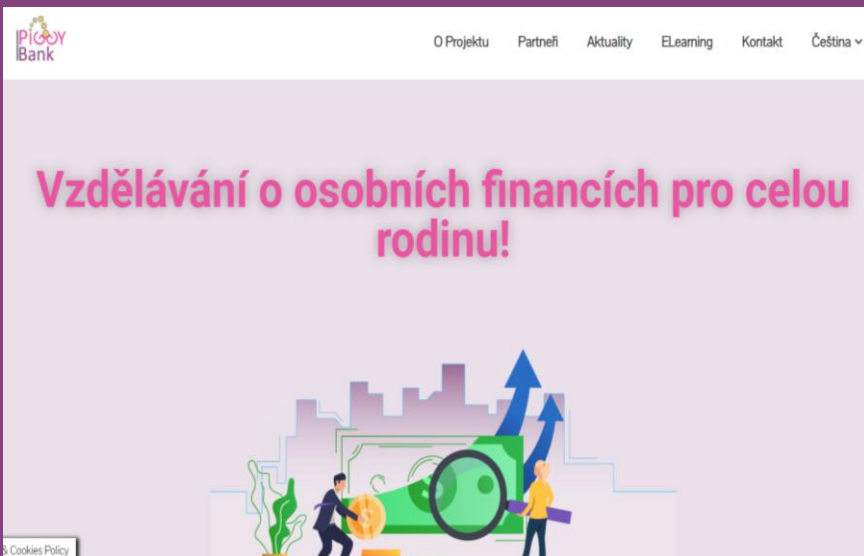 PiGGY
Bank
O Projektu Partneři Aktuality ELearning Kontakt Čeština
Vzdělávání o osobních financích pro celou
rodinu!
$
& Cookies Policy